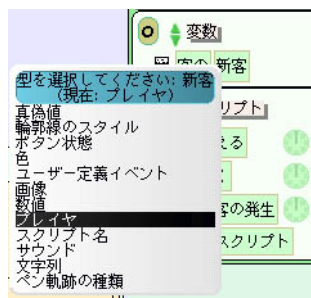 変数
客の 新客
型を選択してください: 新客
(現在: プレイヤ)
真偽値
輪郭線のスタイル
ボタン状態
色
ユーザー定義イベント
画像
数値
プレイヤ
スクリプト名
サウンド
文字列
ペン軌跡の種類
リプト
える
客の発生
スクリプト